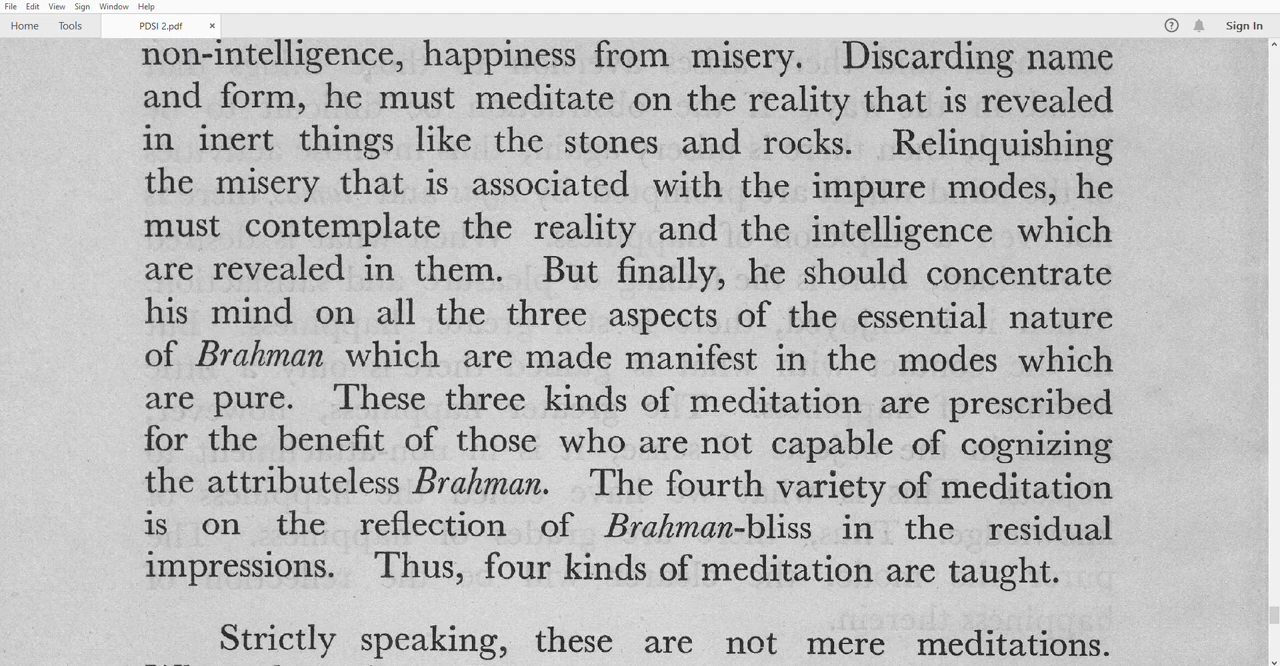 File Edit View Sign Window Help
Home Tools PDSI 2.pdf × ? Sign In
non-intelligence, happiness from misery. Discarding name
and form, he must meditate on the reality that is revealed
in inert things like the stones and rocks. Relinquishing
the misery that is associated with the impure modes, he
must contemplate the reality and the intelligence which
are revealed in them. But finally, he should concentrate
his mind on all the three aspects of the essential nature
of Brahman which are made manifest in the modes which
are pure. These three kinds of meditation are prescribed
for the benefit of those who are not capable of cognizing
the attributeless Brahman. The fourth variety of meditation
is on the reflection of Brahman-bliss in the residual
impressions. Thus, four kinds of meditation are taught.
Strictly speaking, these are not mere meditations.